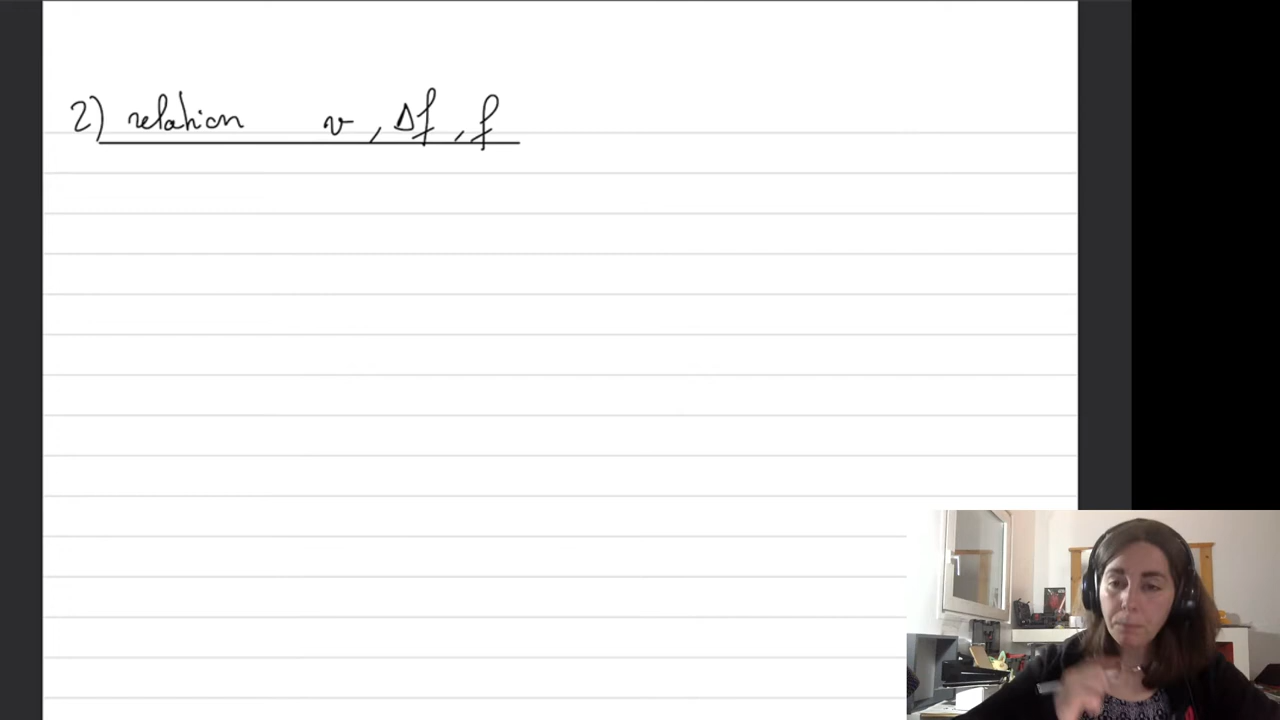 2) relation v, Δf, f